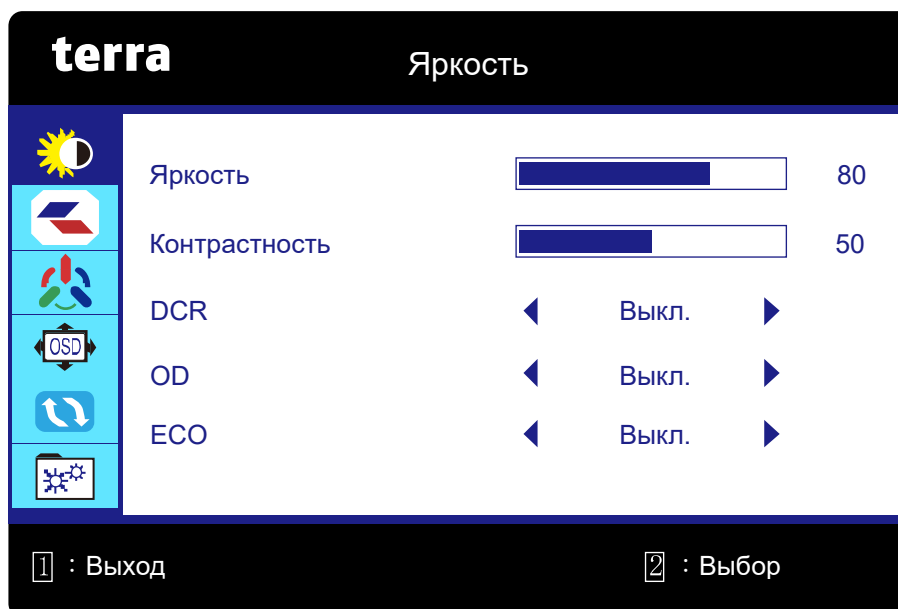 terra
Яркость
Яркость 80
Контрастность 50
DCR Выкл.
OD Выкл.
OSD
ECO Выкл.
1 : Выход 2 : Выбор